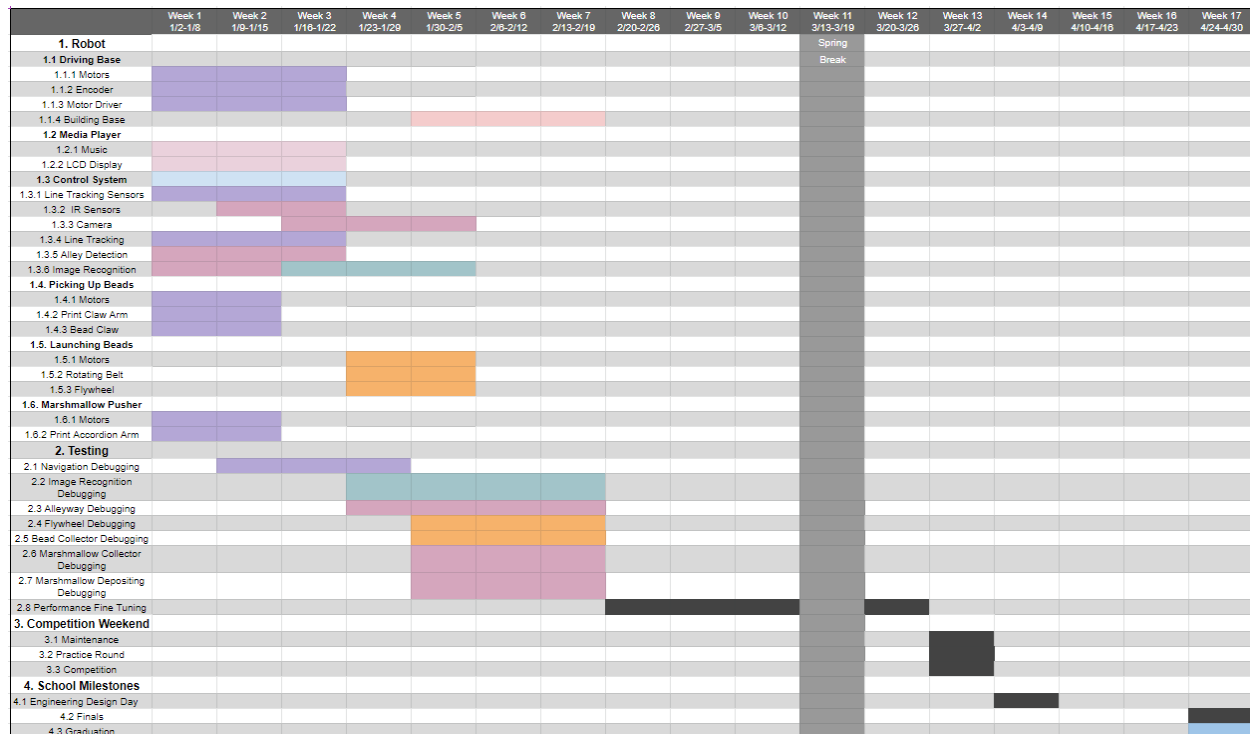 Week 1 Week 2 Week 3 Week 4 Week 5 Week 6 Week 7 Week 8 Week 9 Week 10 Week 11 Week 12 Week 13 Week 14 Week 15 Week 16 Week 17
1/2-1/8 1/9-1/15 1/16-1/22 1/23-1/29 1/30-2/5 2/6-2/12 2/13-2/19 2/20-2/26 2/27-3/5 3/6-3/12 3/13-3/19 3/20-3/26 3/27-4/2 4/3-4/9 4/10-4/16 4/17-4/23 4/24-4/30
1. Robot Spring
1.1 Driving Base Break
1.1.1 Motors
1.1.2 Encoder
1.1.3 Motor Driver
1.1.4 Building Base
1.2 Media Player
1.2.1 Music
1.2.2 LCD Display
1.3 Control System
1.3.1 Line Tracking Sensors
1.3.2 IR Sensors
1.3.3 Camera
1.3.4 Line Tracking
1.3.5 Alley Detection
1.3.6 Image Recognition
1.4. Picking Up Beads
1.4.1 Motors
1.4.2 Print Claw Arm
1.4.3 Bead Claw
1.5. Launching Beads
1.5.1 Motors
1.5.2 Rotating Belt
1.5.3 Flywheel
1.6. Marshmallow Pusher
1.6.1 Motors
1.6.2 Print Accordion Arm
2. Testing
2.1 Navigation Debugging
2.2 Image Recognition
Debugging
2.3 Alleyway Debugging
2.4 Flywheel Debugging
2.5 Bead Collector Debugging
2.6 Marshmallow Collector
Debugging
2.7 Marshmallow Depositing
Debugging
2.8 Performance Fine Tuning
3. Competition Weekend
3.1 Maintenance
3.2 Practice Round
3.3 Competition
4. School Milestones
4.1 Engineering Design Day
4.2 Finals
4.3 Graduation